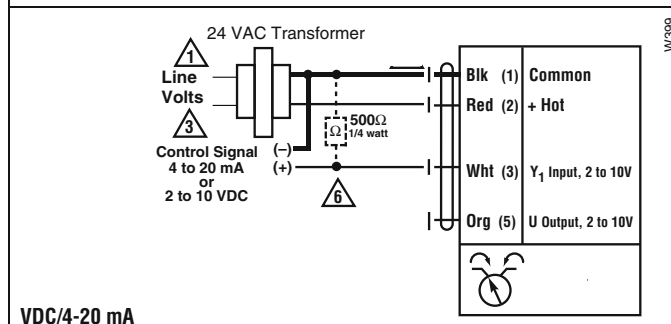 24 VAC Transformer
W399
1
Line
Volts
3
Control Signal
4 to 20 mA
or
2 to 10 VDC
(–)
(+)
Ω
500Ω
1/4 watt
6
Blk (1) Common
Red (2) + Hot
Wht (3) Y1 Input, 2 to 10V
Org (5) U Output, 2 to 10V
VDC/4-20 mA